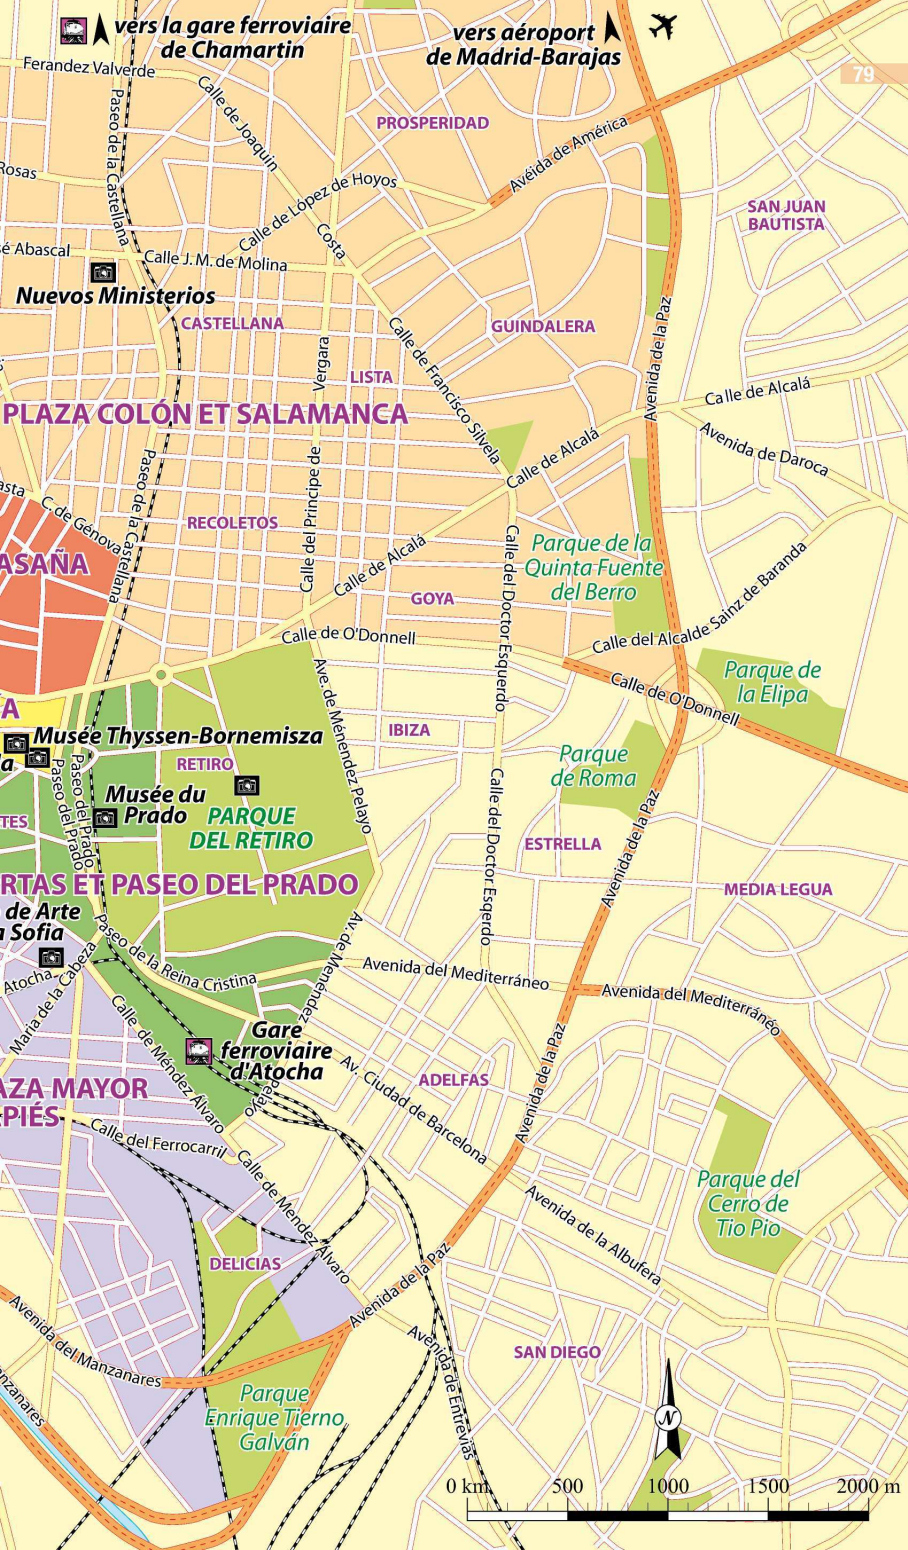 vers la gare ferroviaire
de Chamartin
vers aéroport
de Madrid-Barajas
79
Ferandez Valverde
Paseo de la Castellana
Calle de Joaquin
Costa
PROSPERIDAD
Avéida de América
Rosas
Calle de López de Hoyos
SAN JUAN
BAUTISTA
sé Abascal
Calle J. M. de Molina
Nuevos Ministerios
CASTELLANA
GUINDALERA
Avenida de la Paz
Calle de Francisco Silvela
Vergara
LISTA
Calle de Alcalá
PLAZA COLÓN ET SALAMANCA
Calle de Alcalá
Avenida de Daroca
Paseo de la Castellana
Calle del Príncipe de
asta
C. de Génova
RECOLETOS
ASAÑA
Calle de Alcalá
Parque de la
Quinta Fuente
del Berro
Calle del Doctor Esquerdo
GOYA
Calle del Alcalde Sainz de Baranda
Calle de O'Donnell
Parque de
la Elipa
Calle de O'Donnell
Ave. de Ménendez Pelayo
A
Musée Thyssen-Bornemisza
IBIZA
la
RETIRO
Parque
de Roma
Paseo del Prado
Paseo del Prado
Musée du
Prado
PARQUE
DEL RETIRO
Calle del Doctor Esqerdo
TES
ESTRELLA
Avenida de la Paz
RTAS ET PASEO DEL PRADO
MEDIA LEGUA
de Arte
a Sofia
Paseo de la Reina Cristina
Av. de Menéndez
Pelayo
Avenida del Mediterráneo
Avenida del Mediterráneo
Atocha
Maria de la Cabeza
Calle de Méndez Álvaro
Gare
ferroviaire
d'Atocha
Av. Ciudad de Barcelona
ADELFAS
Avenida de la Paz
AZA MAYOR
APIÉS
Calle del Ferrocarril
Calle de Mendez Álvaro
Parque del
Cerro de
Tio Pio
Avenida de la Albufera
DELICIAS
Avenida de la Paz
Avenida del Manzanares
Avenida de Entrevias
SAN DIEGO
anzanares
Parque
Enrique Tierno
Galván
N
0 km 500 1000 1500 2000 m